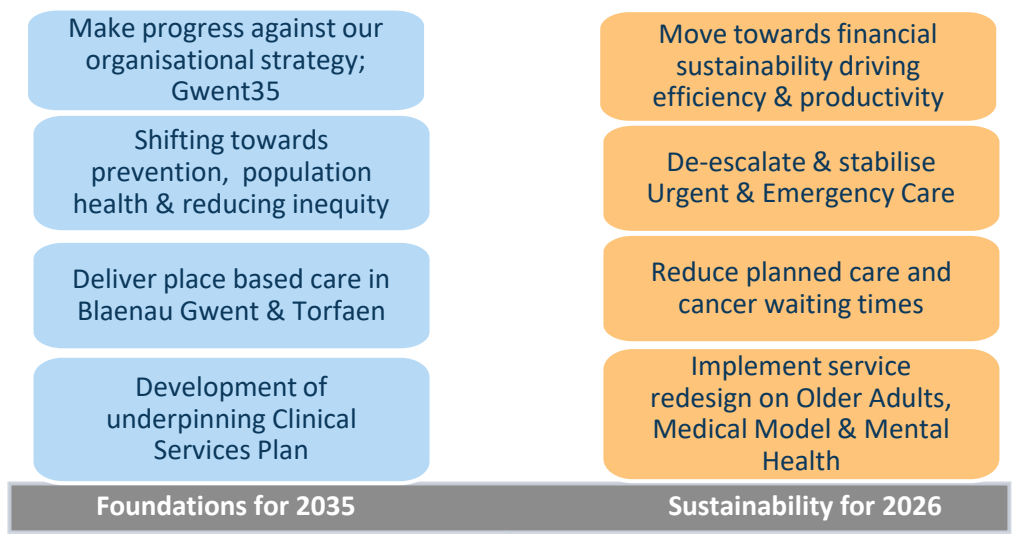 Make progress against our
organisational strategy;
Gwent35
Shifting towards
prevention, population
health & reducing inequity
Deliver place based care in
Blaenau Gwent & Torfaen
Development of
underpinning Clinical
Services Plan
Foundations for 2035
Move towards financial
sustainability driving
efficiency & productivity
De-escalate & stabilise
Urgent & Emergency Care
Reduce planned care and
cancer waiting times
Implement service
redesign on Older Adults,
Medical Model & Mental
Health
Sustainability for 2026